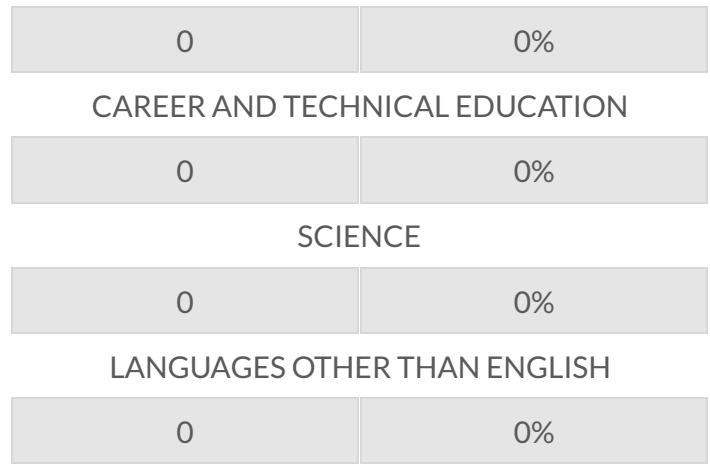 0 0%
CAREER AND TECHNICAL EDUCATION
0 0%
SCIENCE
0 0%
LANGUAGES OTHER THAN ENGLISH
0 0%